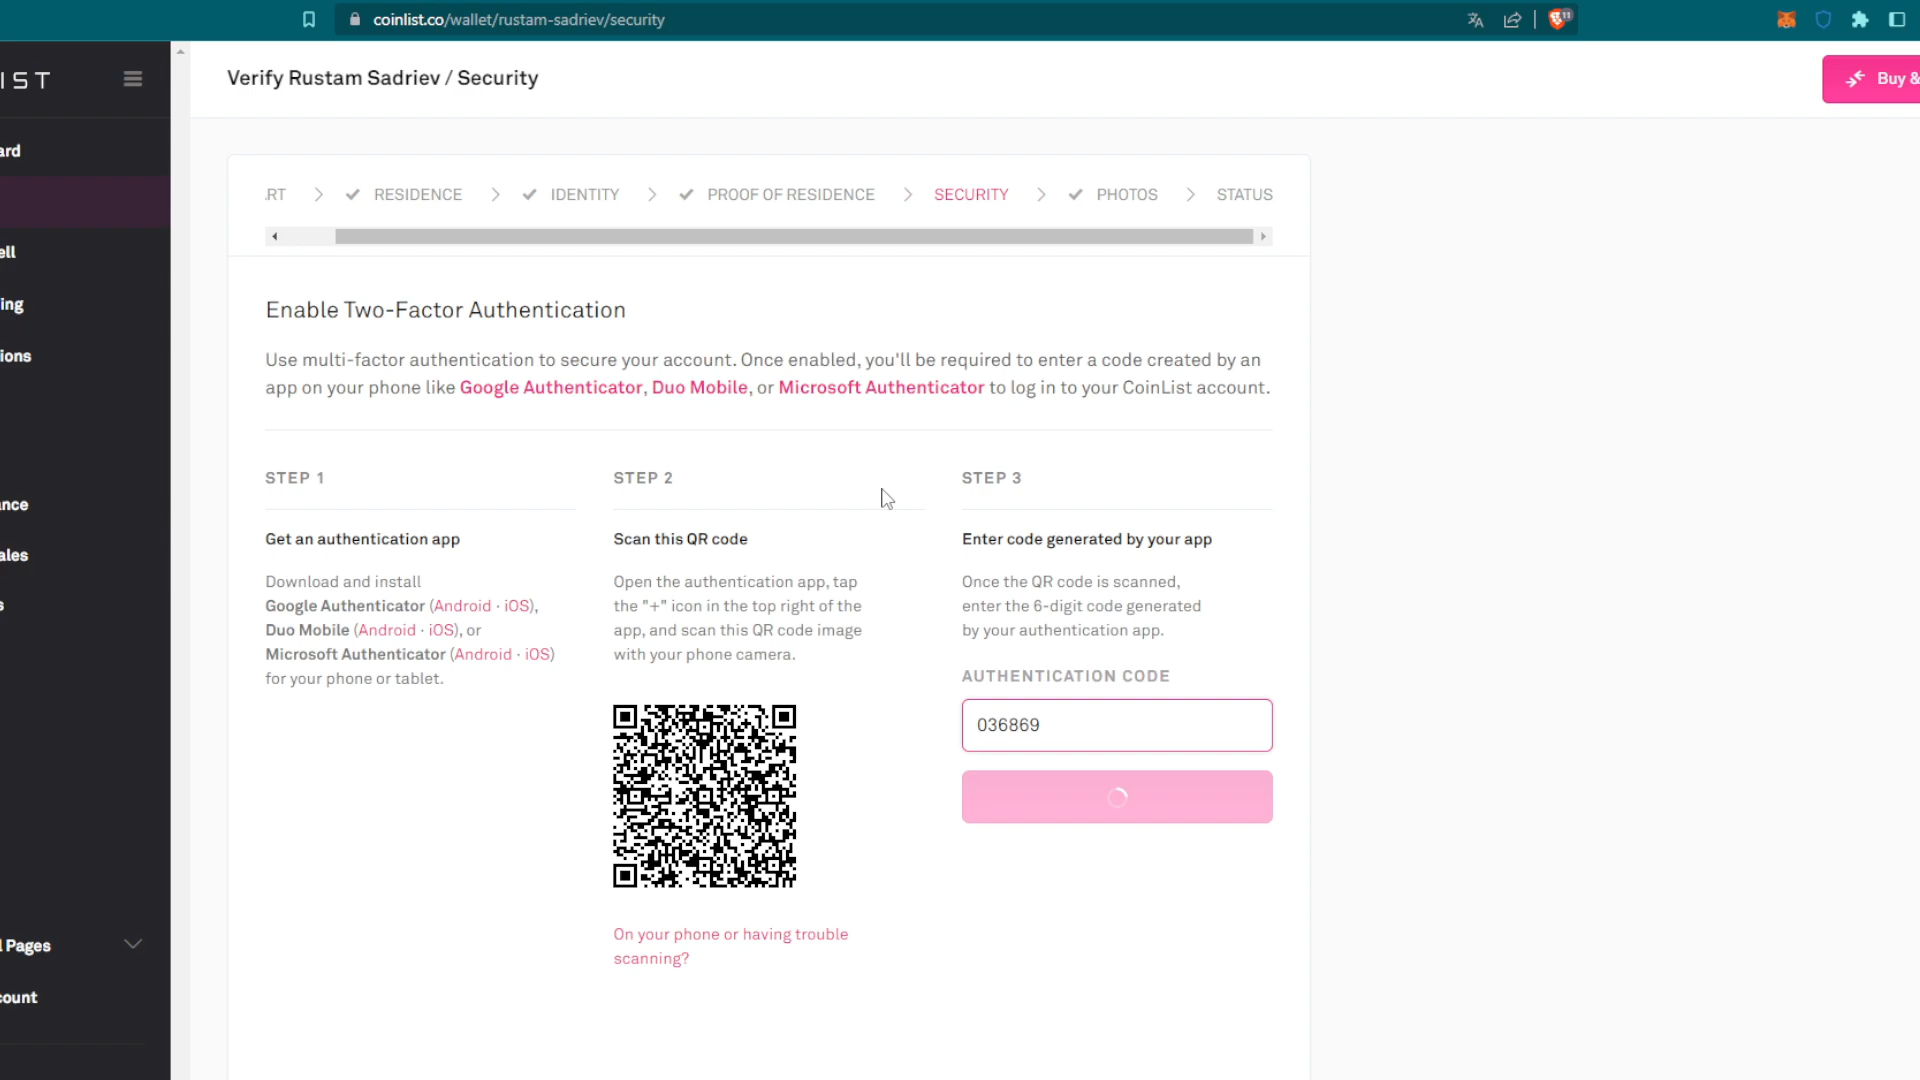 coinlist.co/wallet/rustam-sadriev/security
11
IST
Verify Rustam Sadriev / Security
Buy &
ard
RT
RESIDENCE
IDENTITY
PROOF OF RESIDENCE
SECURITY
PHOTOS
STATUS
ell
ing
ions
Enable Two-Factor Authentication
Use multi-factor authentication to secure your account. Once enabled, you'll be required to enter a code created by an
app on your phone like Google Authenticator, Duo Mobile, or Microsoft Authenticator to log in to your CoinList account.
ance
ales
s
Pages
count
STEP 1
Get an authentication app
Download and install
Google Authenticator (Android · iOS),
Duo Mobile (Android · iOS), or
Microsoft Authenticator (Android · iOS)
for your phone or tablet.
STEP 2
Scan this QR code
Open the authentication app, tap
the "+" icon in the top right of the
app, and scan this QR code image
with your phone camera.
On your phone or having trouble
scanning?
STEP 3
Enter code generated by your app
Once the QR code is scanned,
enter the 6-digit code generated
by your authentication app.
AUTHENTICATION CODE
036869